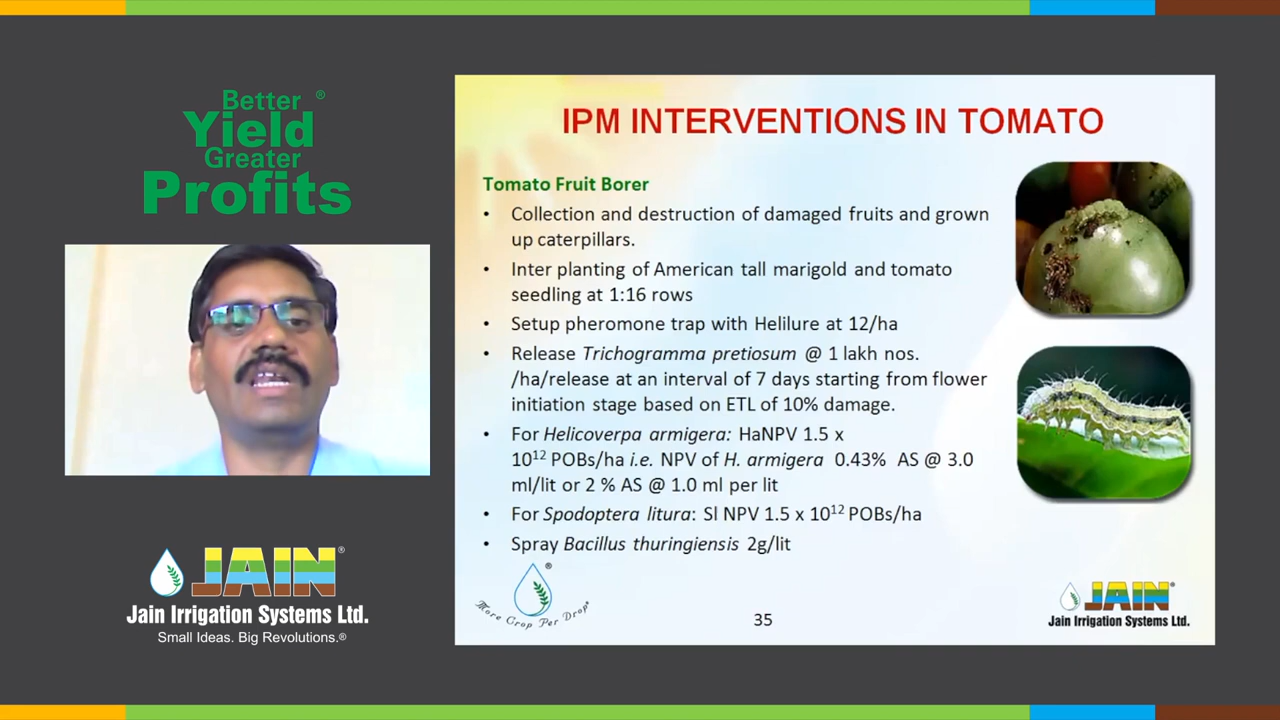 Better ®
Yield
Greater
Profits
JAIN®
Jain Irrigation Systems Ltd.
Small Ideas. Big Revolutions.®
IPM INTERVENTIONS IN TOMATO
Tomato Fruit Borer
• Collection and destruction of damaged fruits and grown
up caterpillars.
• Inter planting of American tall marigold and tomato
seedling at 1:16 rows
• Setup pheromone trap with Helilure at 12/ha
• Release Trichogramma pretiosum @ 1 lakh nos.
/ha/release at an interval of 7 days starting from flower
initiation stage based on ETL of 10% damage.
• For Helicoverpa armigera: HaNPV 1.5 x
10¹² POBs/ha i.e. NPV of H. armigera 0.43% AS @ 3.0
ml/lit or 2 % AS @ 1.0 ml per lit
• For Spodoptera litura: Sl NPV 1.5 x 10¹² POBs/ha
• Spray Bacillus thuringiensis 2g/lit
®
More Crop Per Drop®
35
JAIN®
Jain Irrigation Systems Ltd.